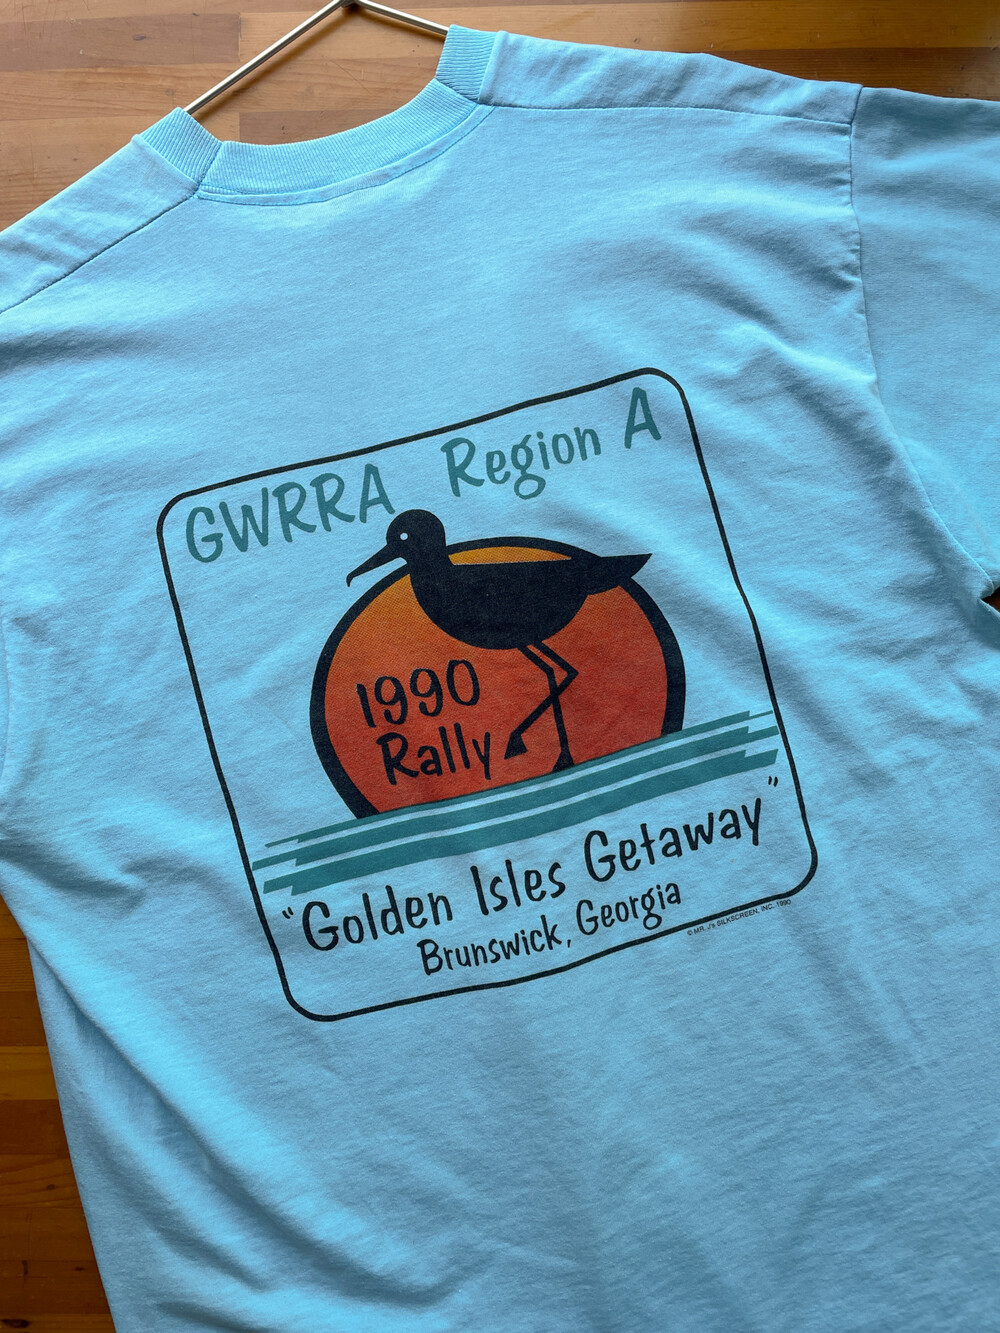 GWRRA Region A
1990
Rally
"Golden Isles Getaway"
Brunswick, Georgia
© MR. J's SILKSCREEN, INC. 1990